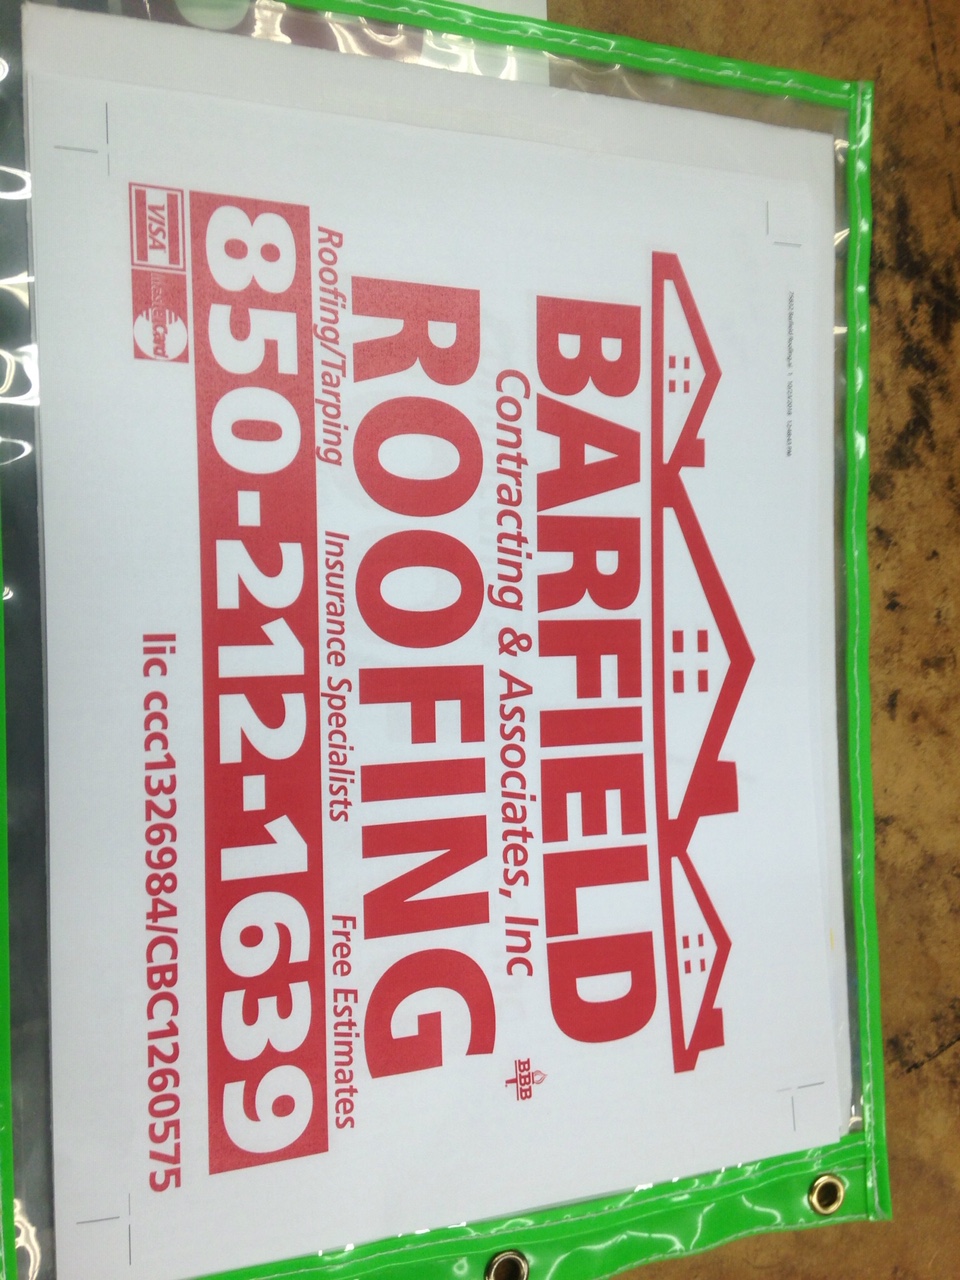 BARFIELD
Contracting & Associates, Inc
BBB
ROOFING
Roofing/Tarping Insurance Specialists Free Estimates
850-212-1639
VISA MasterCard
lic ccc1326984/CBC1260575